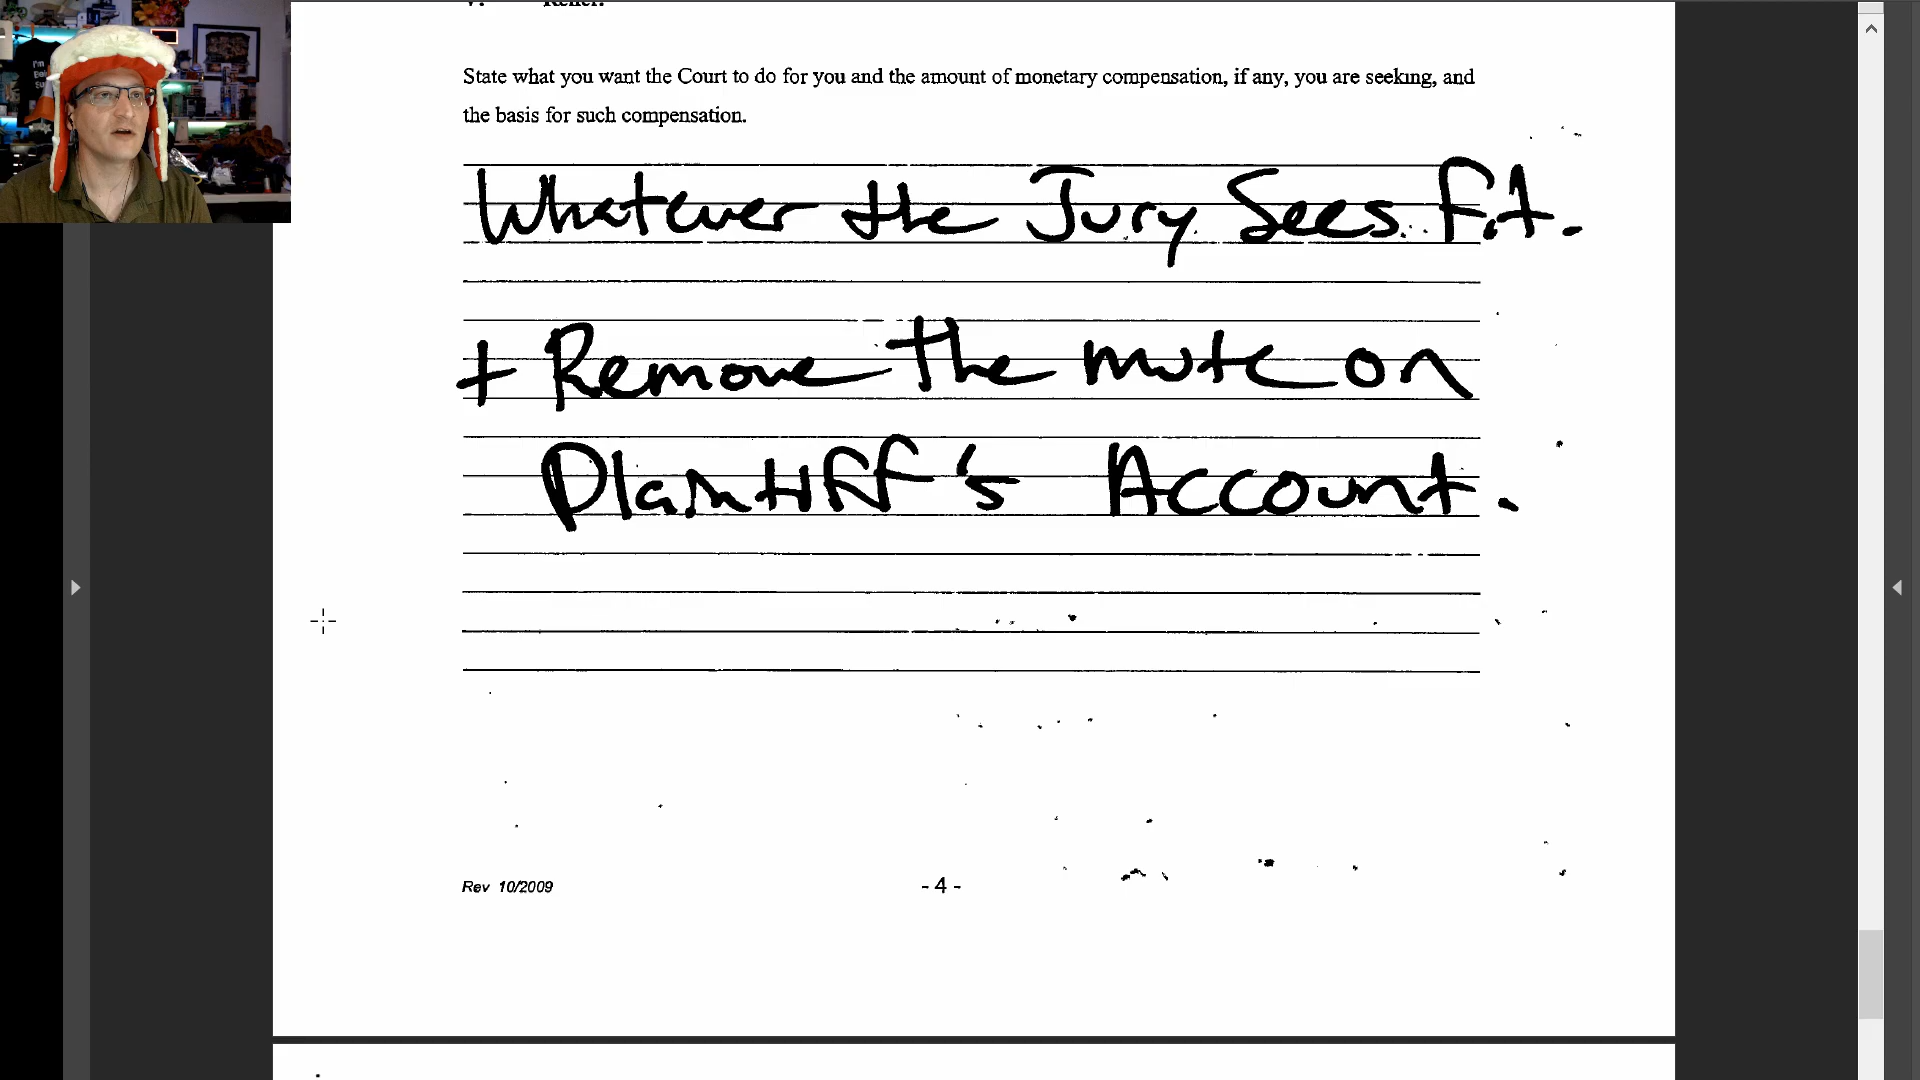 V. Relief:
State what you want the Court to do for you and the amount of monetary compensation, if any, you are seeking, and
the basis for such compensation.
Whatever the Jury Sees Fit.
+ Remove the mute on
Plantiff's Account.
Rev 10/2009
- 4 -